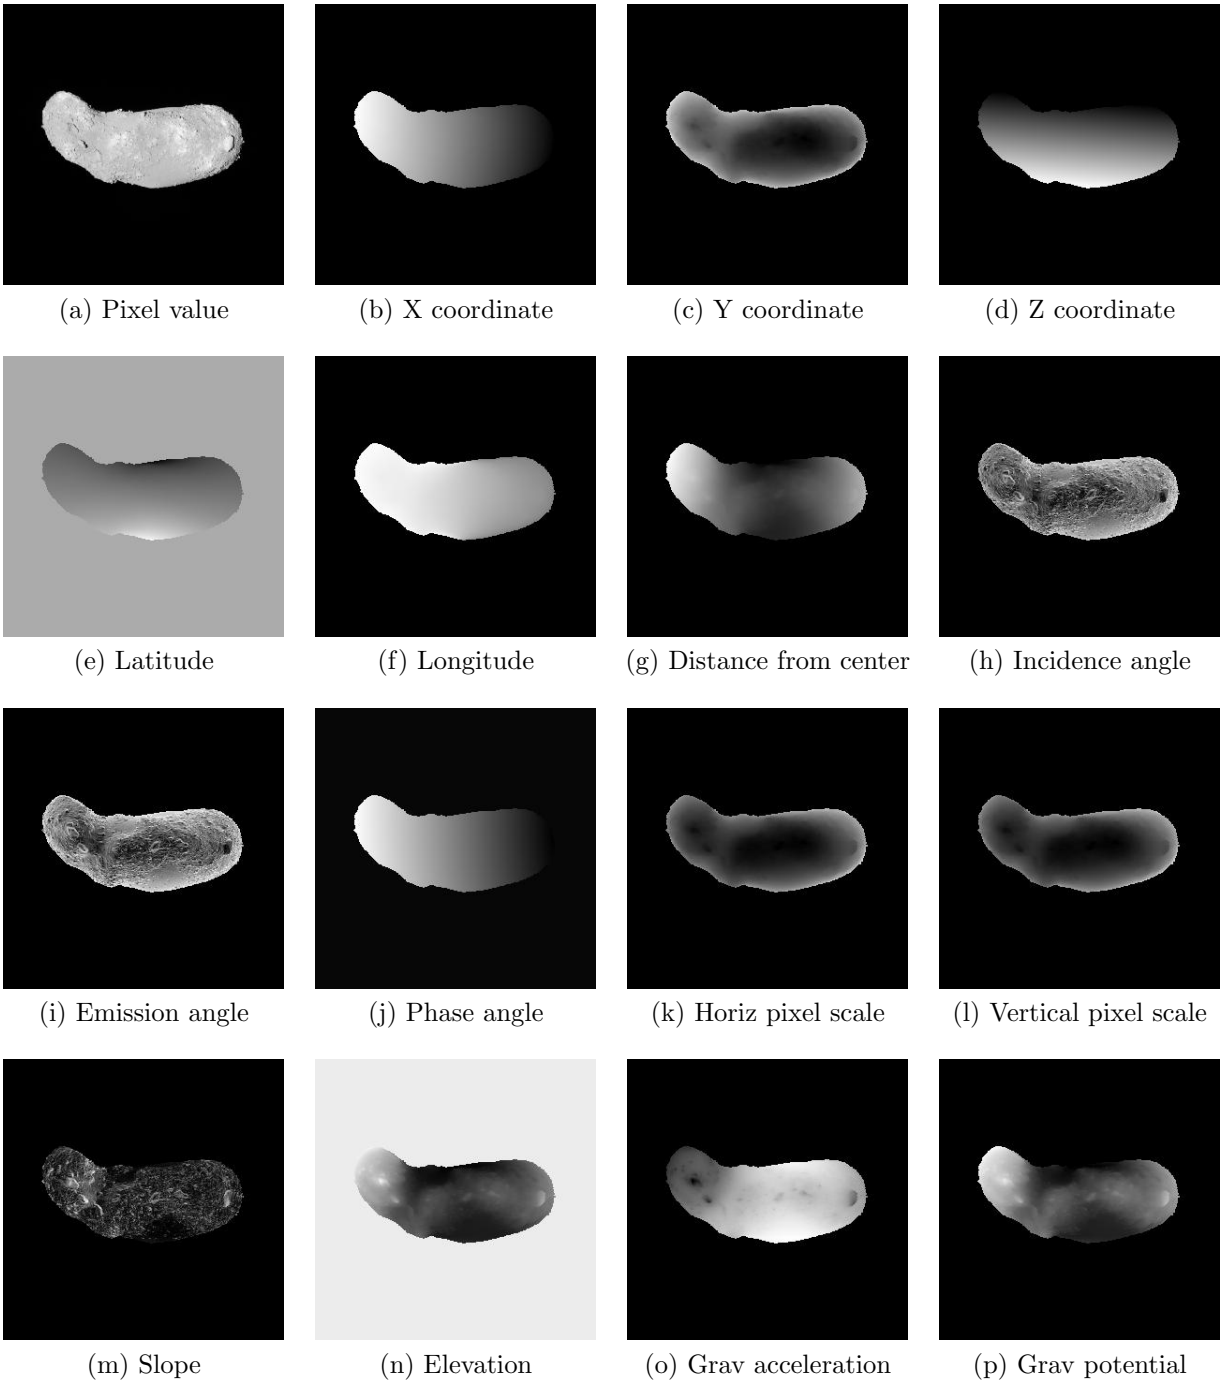 (a) Pixel value
(b) X coordinate
(c) Y coordinate
(d) Z coordinate
(e) Latitude
(f) Longitude
(g) Distance from center
(h) Incidence angle
(i) Emission angle
(j) Phase angle
(k) Horiz pixel scale
(l) Vertical pixel scale
(m) Slope
(n) Elevation
(o) Grav acceleration
(p) Grav potential